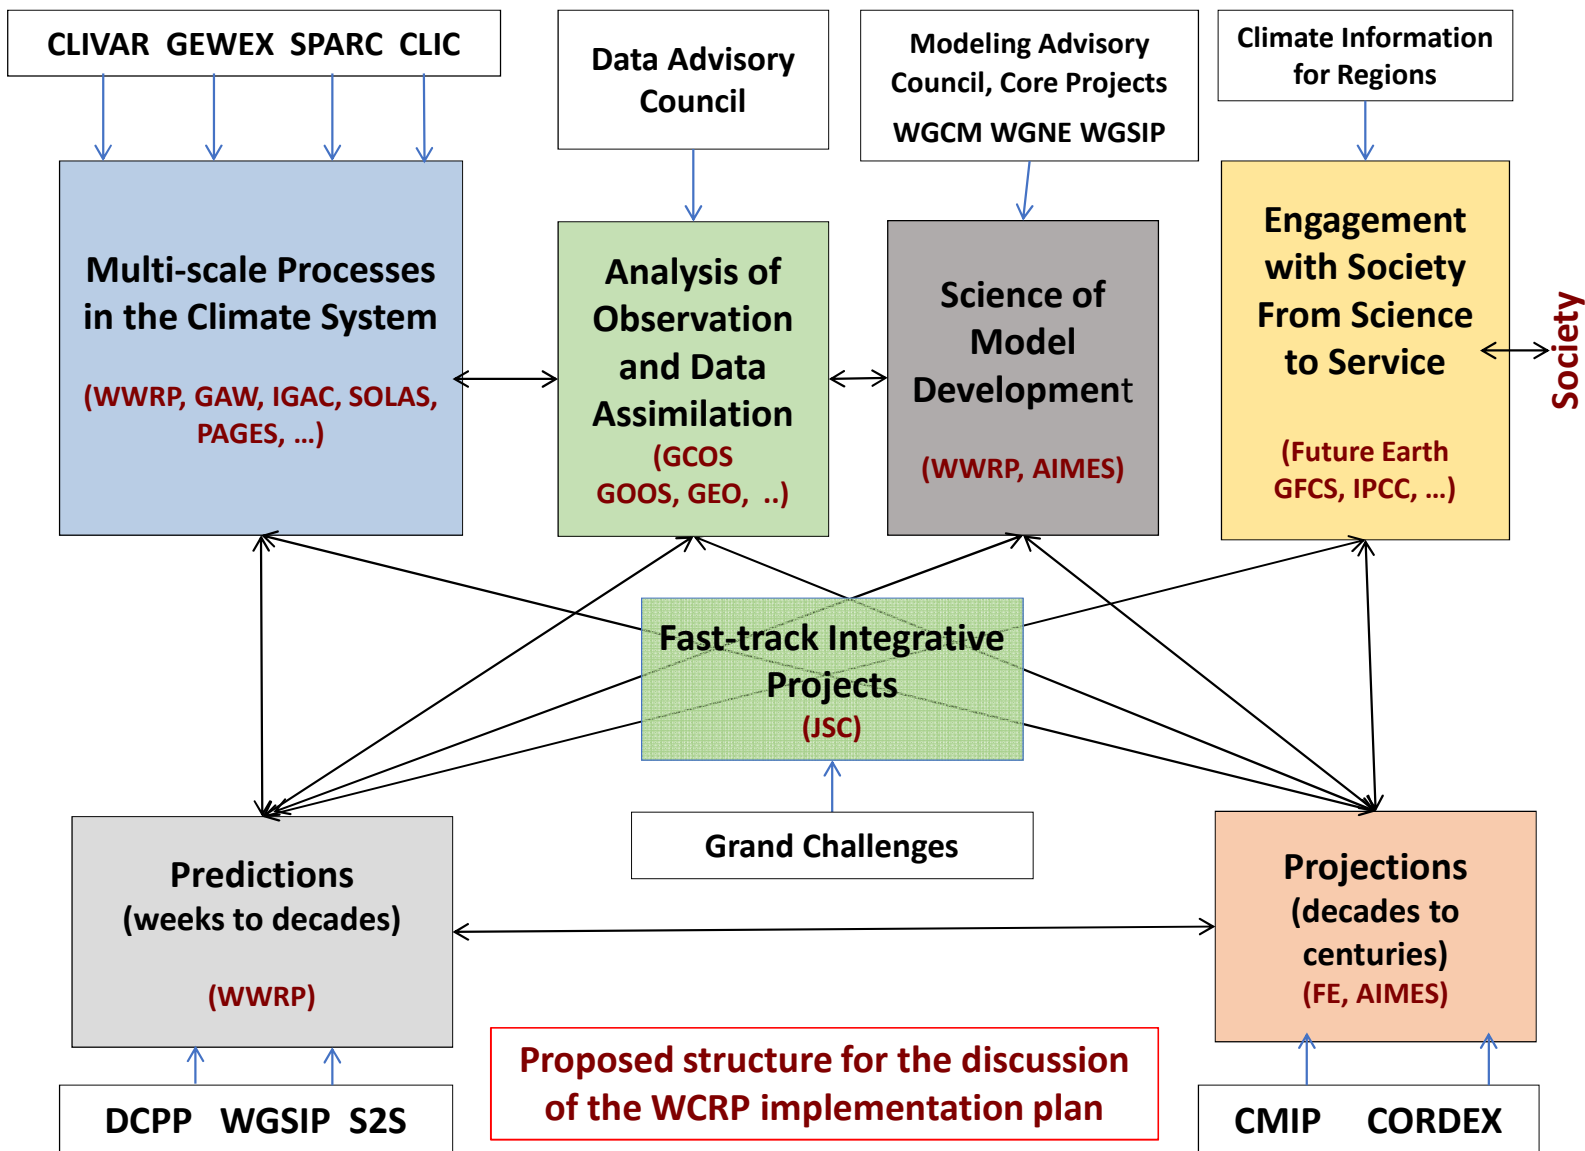 CLIVAR GEWEX SPARC CLIC
Data Advisory
Council
Modeling Advisory
Council, Core Projects
WGCM WGNE WGSIP
Climate Information
for Regions
Multi-scale Processes
in the Climate System
(WWRP, GAW, IGAC, SOLAS,
PAGES, ...)
Analysis of
Observation
and Data
Assimilation
(GCOS
GOOS, GEO, ..)
Science of
Model
Development
(WWRP, AIMES)
Engagement
with Society
From Science
to Service
(Future Earth
GFCS, IPCC, ...)
Society
Fast-track Integrative
Projects
(JSC)
Grand Challenges
Predictions
(weeks to decades)
(WWRP)
Projections
(decades to
centuries)
(FE, AIMES)
Proposed structure for the discussion
of the WCRP implementation plan
DCPP WGSIP S2S
CMIP CORDEX